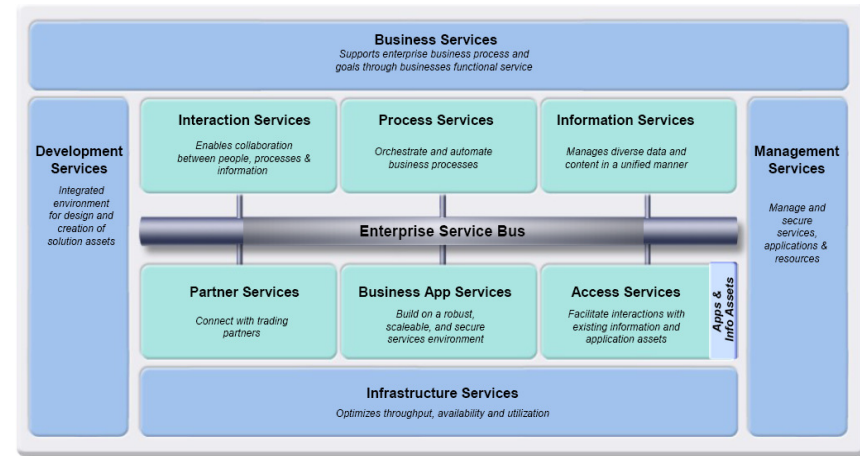 Business Services
Supports enterprise business process and
goals through businesses functional service
Development
Services
Integrated
environment
for design and
creation of
solution assets
Interaction Services
Enables collaboration
between people, processes &
information
Process Services
Orchestrate and automate
business processes
Information Services
Manages diverse data and
content in a unified manner
Management
Services
Manage and
secure
services,
applications &
resources
Enterprise Service Bus
Partner Services
Connect with trading
partners
Business App Services
Build on a robust,
scaleable, and secure
services environment
Access Services
Facilitate interactions with
existing information and
application assets
Apps &
Info Assets
Infrastructure Services
Optimizes throughput, availability and utilization